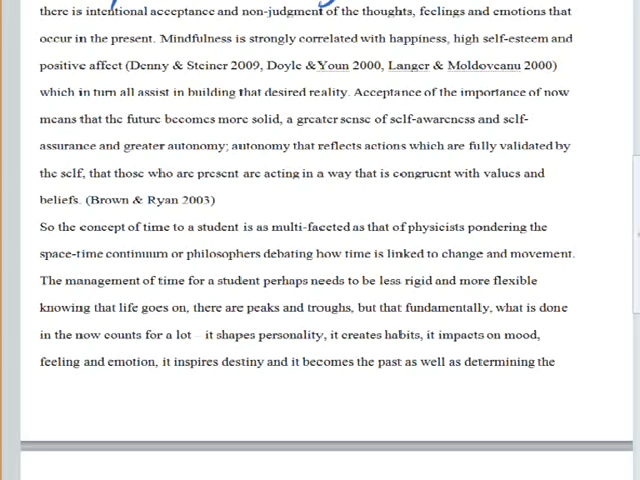 there is intentional acceptance and non-judgment of the thoughts, feelings and emotions that
occur in the present. Mindfulness is strongly correlated with happiness, high self-esteem and
positive affect (Denny & Steiner 2009, Doyle &Youn 2000, Langer & Moldoveanu 2000)
which in turn all assist in building that desired reality. Acceptance of the importance of now
means that the future becomes more solid, a greater sense of self-awareness and self-
assurance and greater autonomy; autonomy that reflects actions which are fully validated by
the self, that those who are present are acting in a way that is congruent with values and
beliefs. (Brown & Ryan 2003)
So the concept of time to a student is as multi-faceted as that of physicists pondering the
space-time continuum or philosophers debating how time is linked to change and movement.
The management of time for a student perhaps needs to be less rigid and more flexible
knowing that life goes on, there are peaks and troughs, but that fundamentally, what is done
in the now counts for a lot – it shapes personality, it creates habits, it impacts on mood,
feeling and emotion, it inspires destiny and it becomes the past as well as determining the